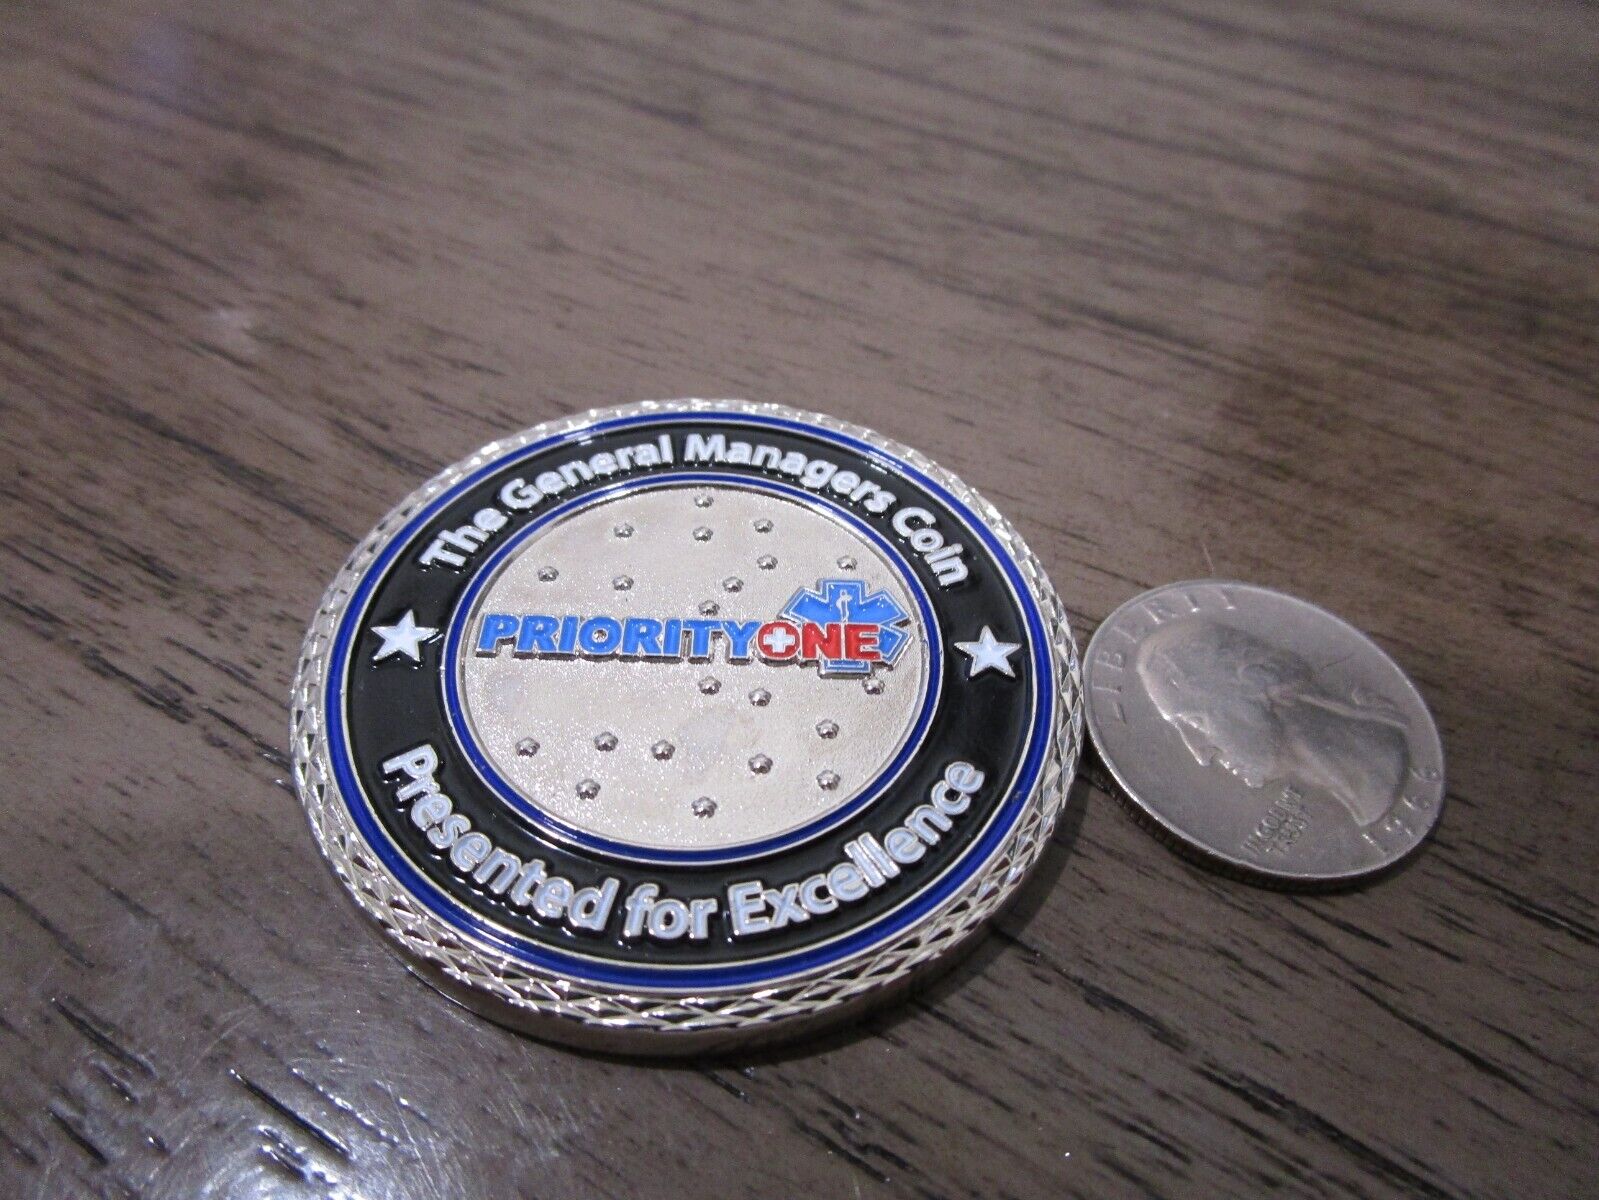 The General Managers Coin
PRIORITYONE
Presented for Excellence
LIBERTY
IN GOD WE
TRUST
1966